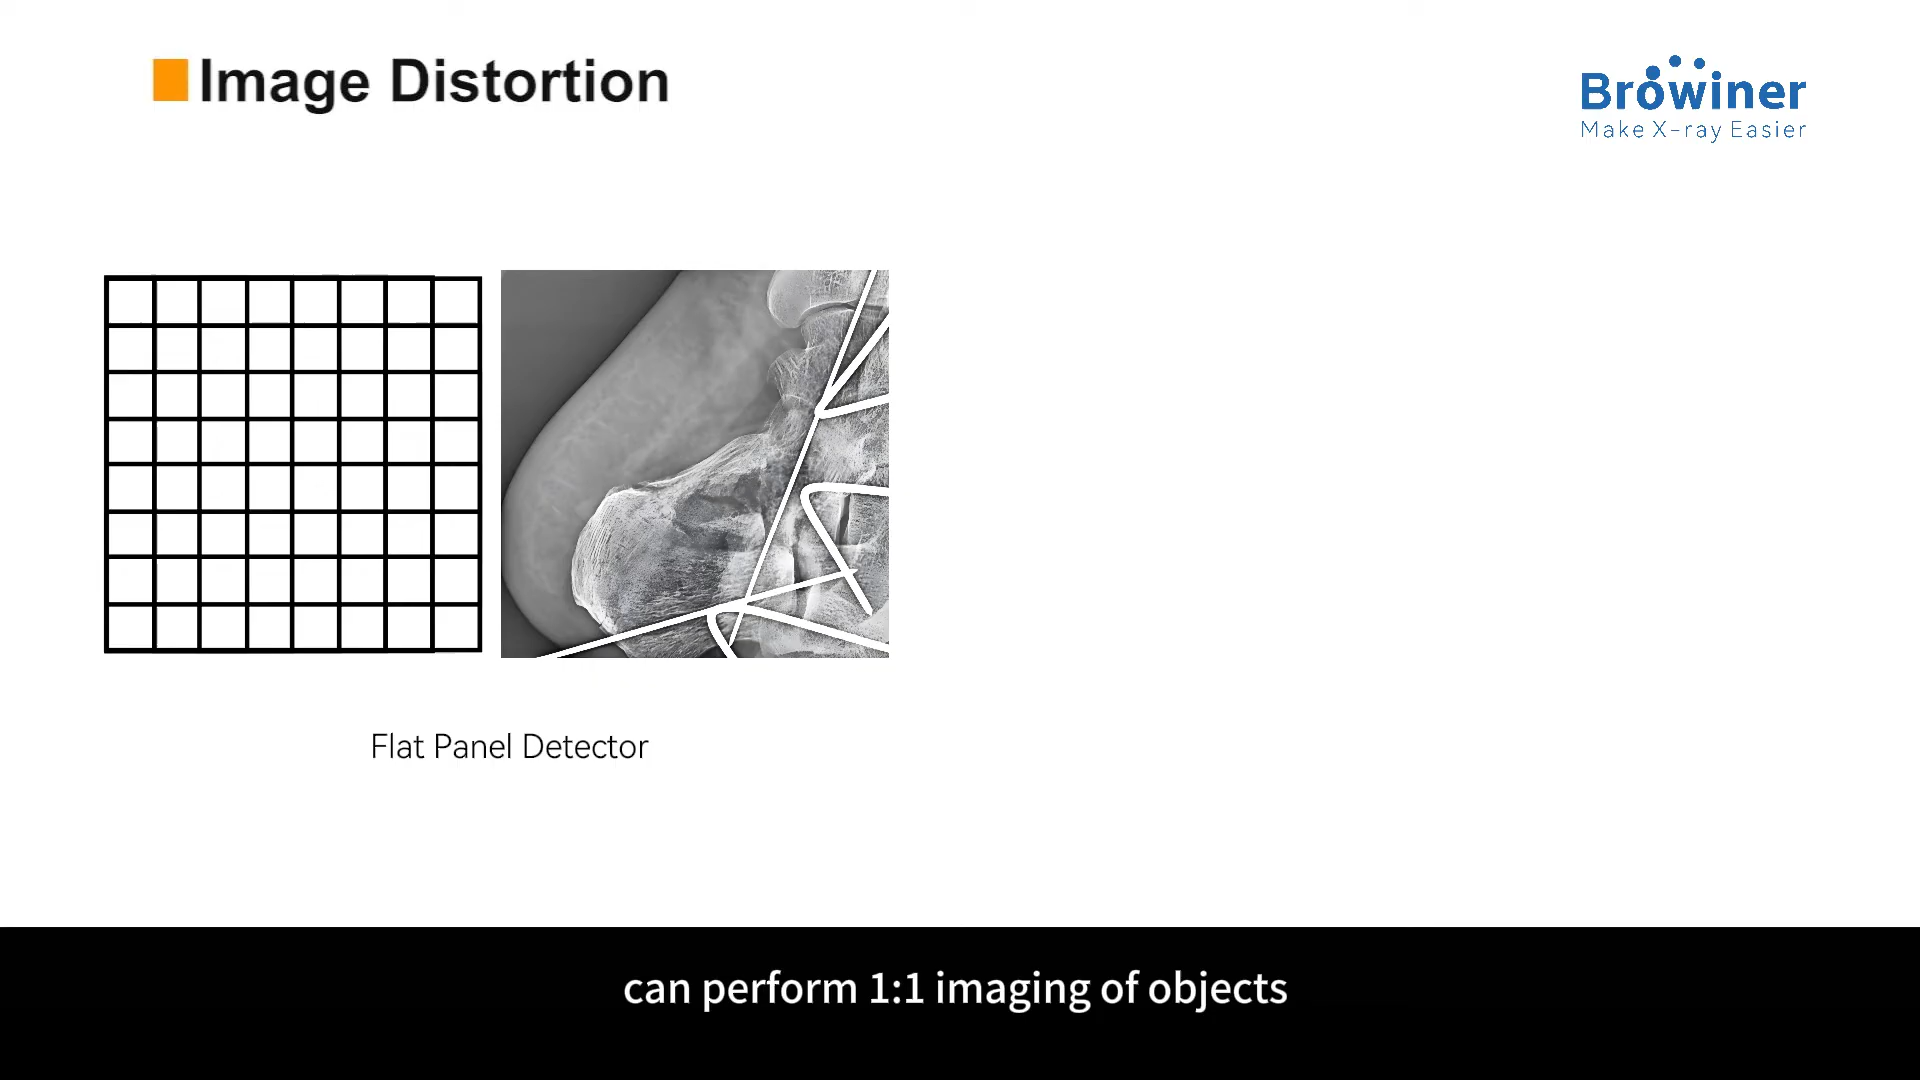 Image Distortion
Browiner
Make X-ray Easier
Flat Panel Detector
can perform 1:1 imaging of objects